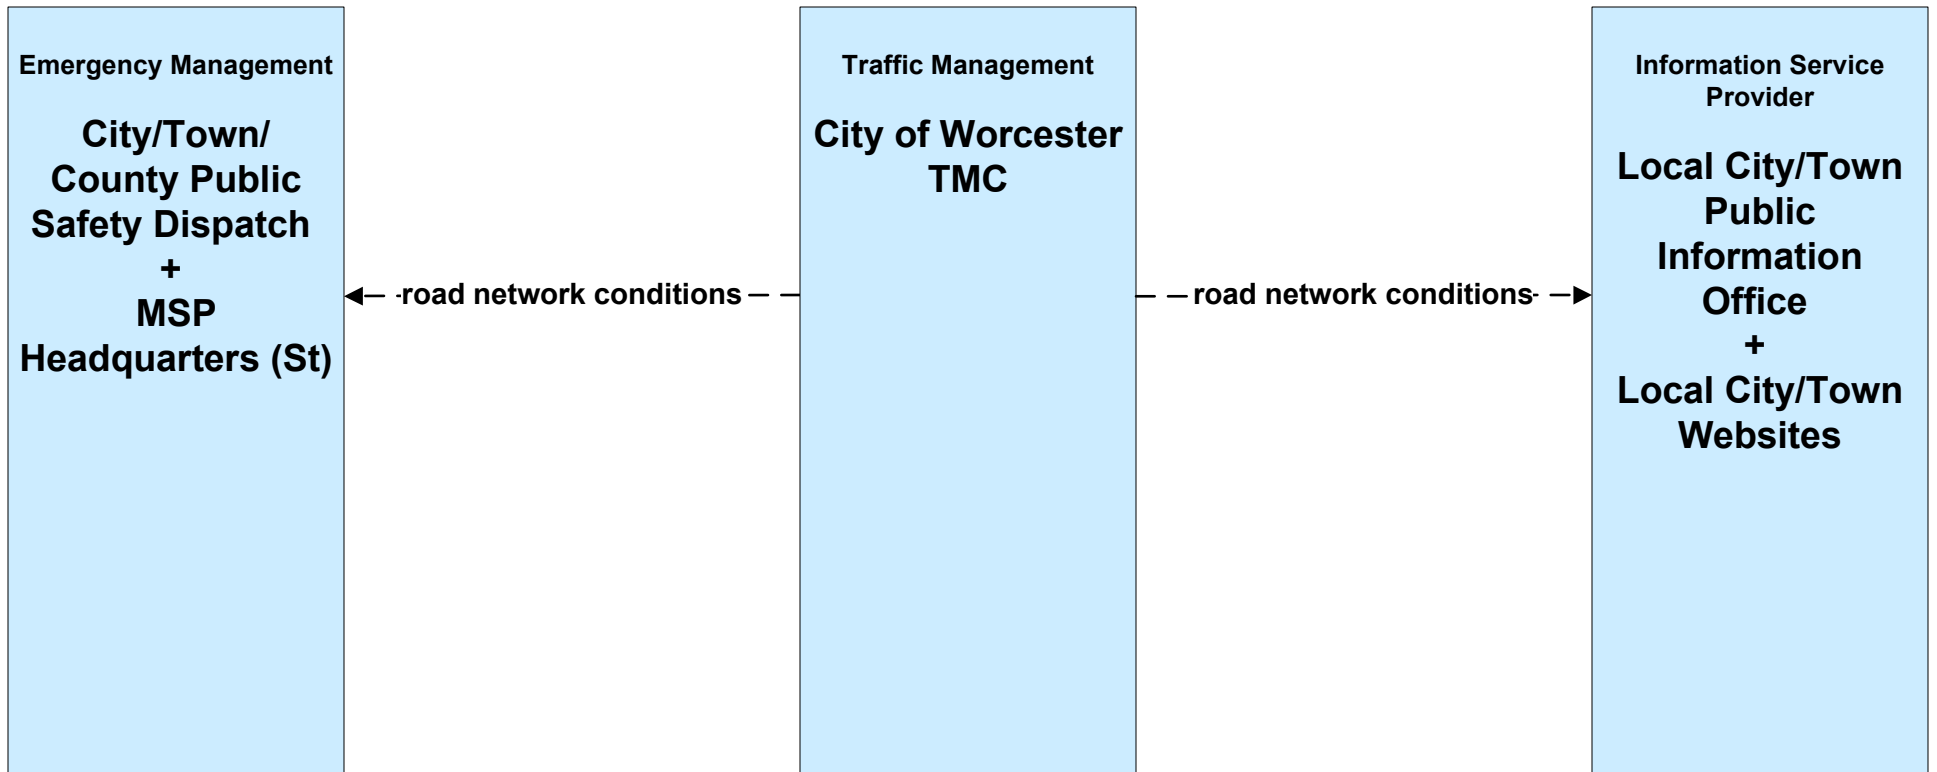 Emergency Management
City/Town/
County Public
Safety Dispatch
+
MSP
Headquarters (St)
road network conditions
Traffic Management
City of Worcester
TMC
road network conditions
Information Service
Provider
Local City/Town
Public
Information
Office
+
Local City/Town
Websites